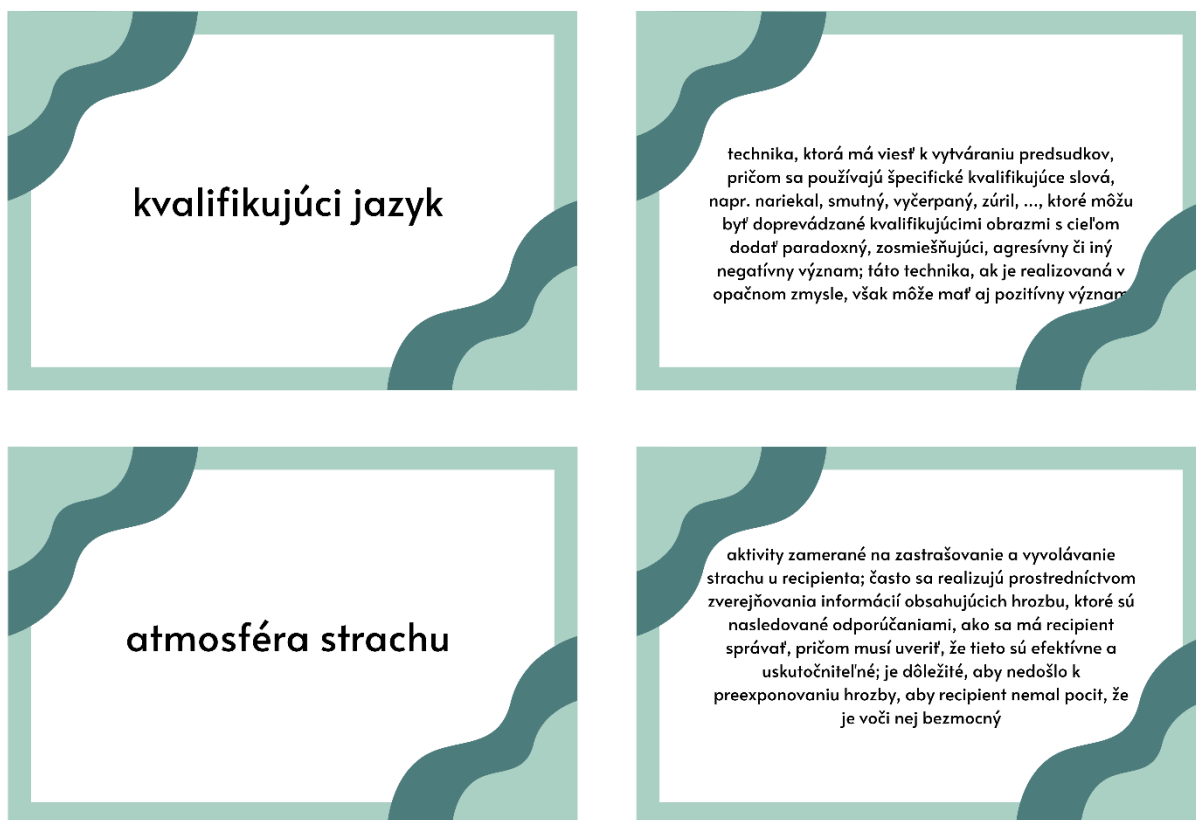 kvalifikujúci jazyk
technika, ktorá má viesť k vytváraniu predsudkov,
pričom sa používajú špecifické kvalifikujúce slová,
napr. nariekal, smutný, vyčerpaný, zúril, ..., ktoré môžu
byť doprevádzané kvalifikujúcimi obrazmi s cieľom
dodať paradoxný, zosmiešňujúci, agresívny či iný
negatívny význam; táto technika, ak je realizovaná v
opačnom zmysle, však môže mať aj pozitívny význam
atmosféra strachu
aktivity zamerané na zastrašovanie a vyvolávanie
strachu u recipienta; často sa realizujú prostredníctvom
zverejňovania informácií obsahujúcich hrozbu, ktoré sú
nasledované odporúčaniami, ako sa má recipient
správať, pričom musí uveriť, že tieto sú efektívne a
uskutočniteľné; je dôležité, aby nedošlo k
preexponovaniu hrozby, aby recipient nemal pocit, že
je voči nej bezmocný